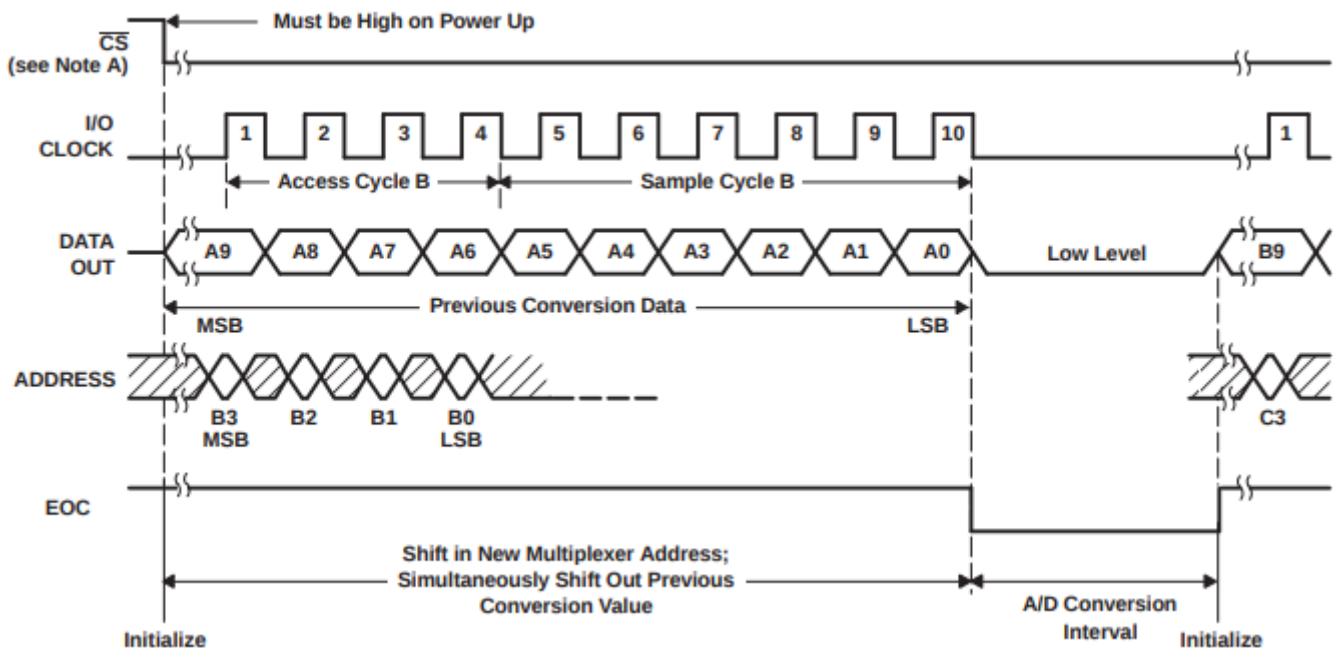 Must be High on Power Up
CS
(see Note A)
I/O
CLOCK
1 2 3 4 5 6 7 8 9 10 1
Access Cycle B Sample Cycle B
DATA
OUT
A9 A8 A7 A6 A5 A4 A3 A2 A1 A0 Low Level B9
Previous Conversion Data
MSB LSB
ADDRESS
B3 B2 B1 B0 C3
MSB LSB
EOC
Shift in New Multiplexer Address;
Simultaneously Shift Out Previous
Conversion Value
A/D Conversion
Interval
Initialize Initialize